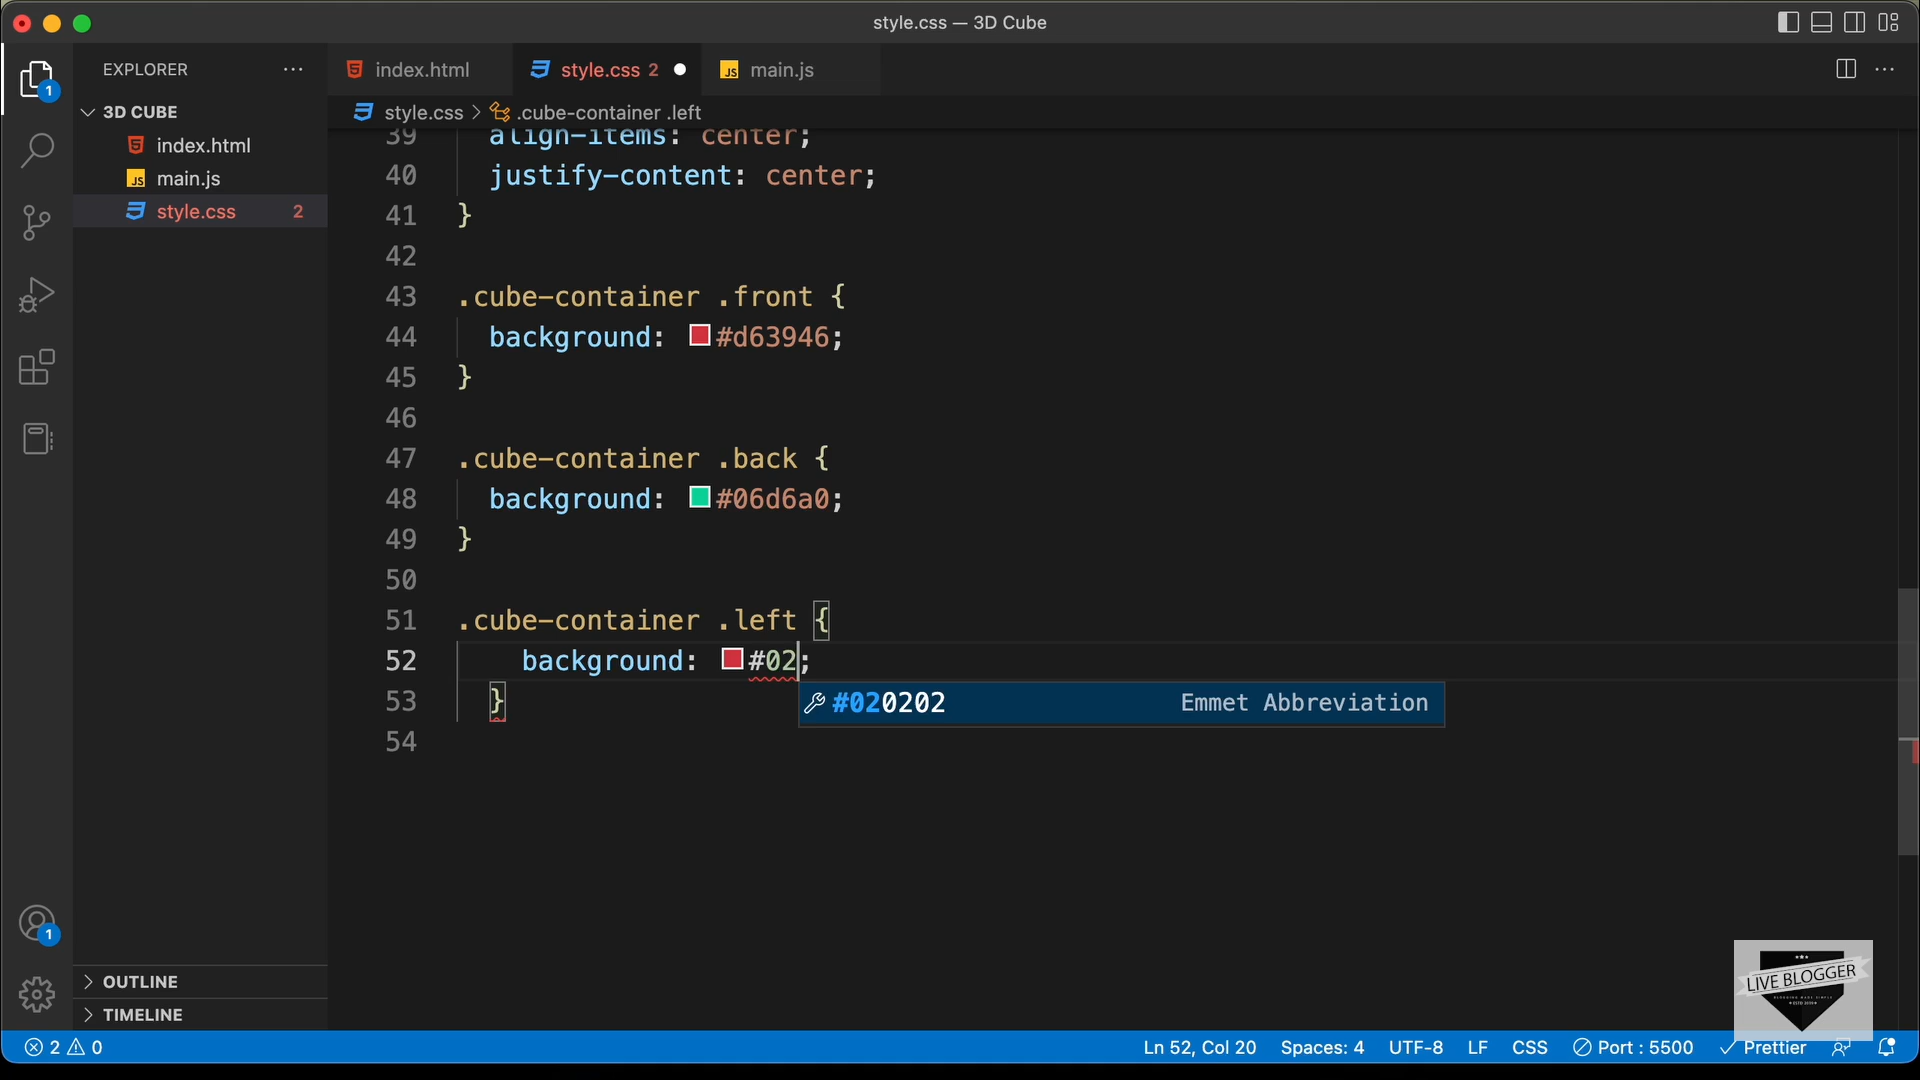 style.css — 3D Cube
EXPLORER
index.html
style.css 2
main.js
1
3D CUBE
style.css > .cube-container .left
index.html
main.js
style.css 2
39 align-items: center;
40 justify-content: center;
41 }
42
43 .cube-container .front {
44 background: #d63946;
45 }
46
47 .cube-container .back {
48 background: #06d6a0;
49 }
50
51 .cube-container .left {
52 background: #02;
53 }
#020202 Emmet Abbreviation
54
1
OUTLINE
TIMELINE
LIVE BLOGGER
2 0
Ln 52, Col 20
Spaces: 4
UTF-8
LF
CSS
Port : 5500
Prettier